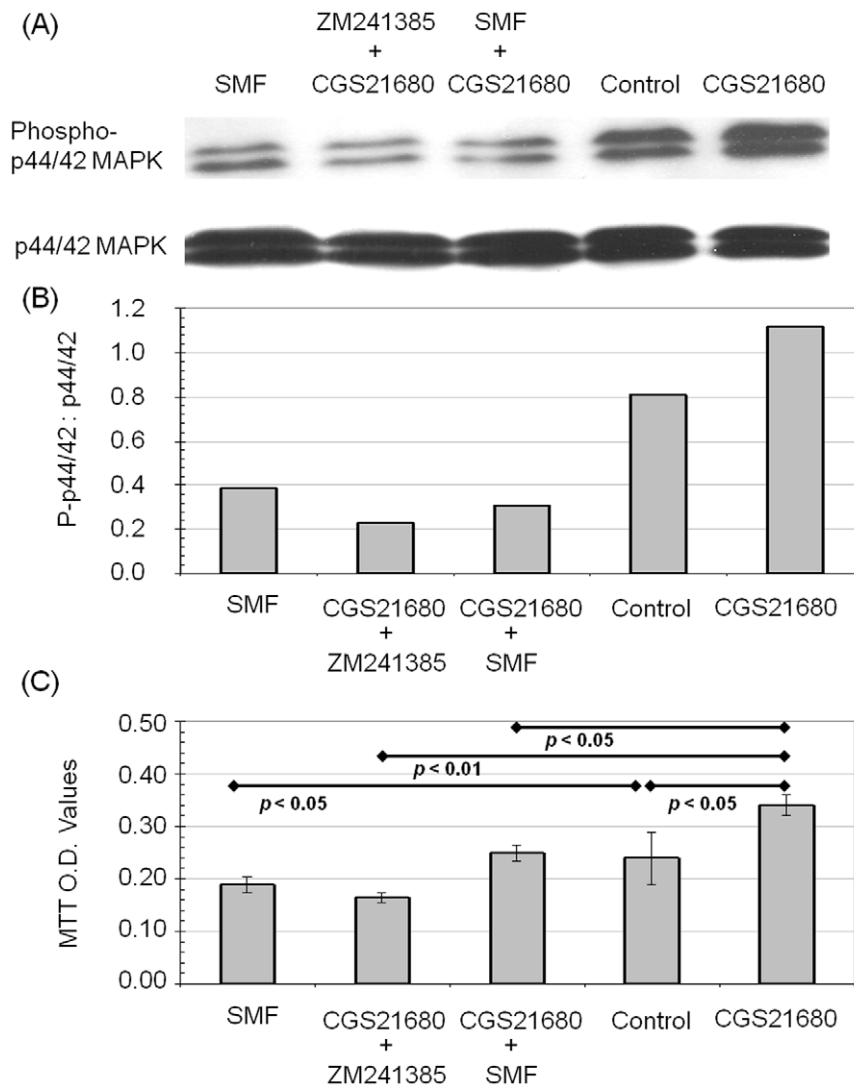 (A)
ZM241385 SMF
+ +
SMF CGS21680 CGS21680 Control CGS21680
Phospho-
p44/42 MAPK
p44/42 MAPK
(B)
P-p44/42 : p44/42
1.2
1.0
0.8
0.6
0.4
0.2
0.0
SMF CGS21680 CGS21680 Control CGS21680
+ +
ZM241385 SMF
(C)
MTT O.D. Values
0.50
0.40
0.30
0.20
0.10
0.00
p < 0.05
p < 0.01
p < 0.05 p < 0.05
SMF CGS21680 CGS21680 Control CGS21680
+ +
ZM241385 SMF